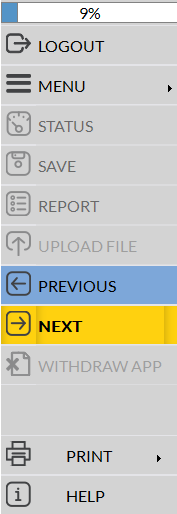 9%
LOGOUT
MENU
STATUS
SAVE
REPORT
UPLOAD FILE
PREVIOUS
NEXT
WITHDRAW APP
PRINT
HELP